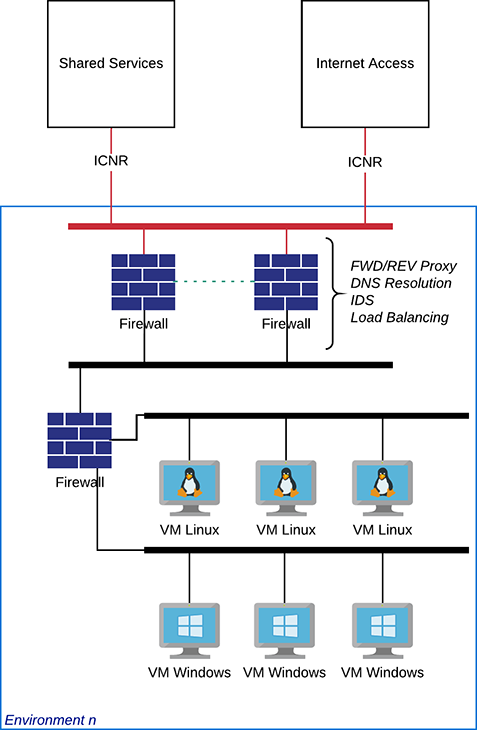 Shared Services
Internet Access
ICNR
ICNR
FWD/REV Proxy
DNS Resolution
IDS
Load Balancing
Firewall
Firewall
Firewall
VM Linux
VM Linux
VM Linux
VM Windows
VM Windows
VM Windows
Environment n